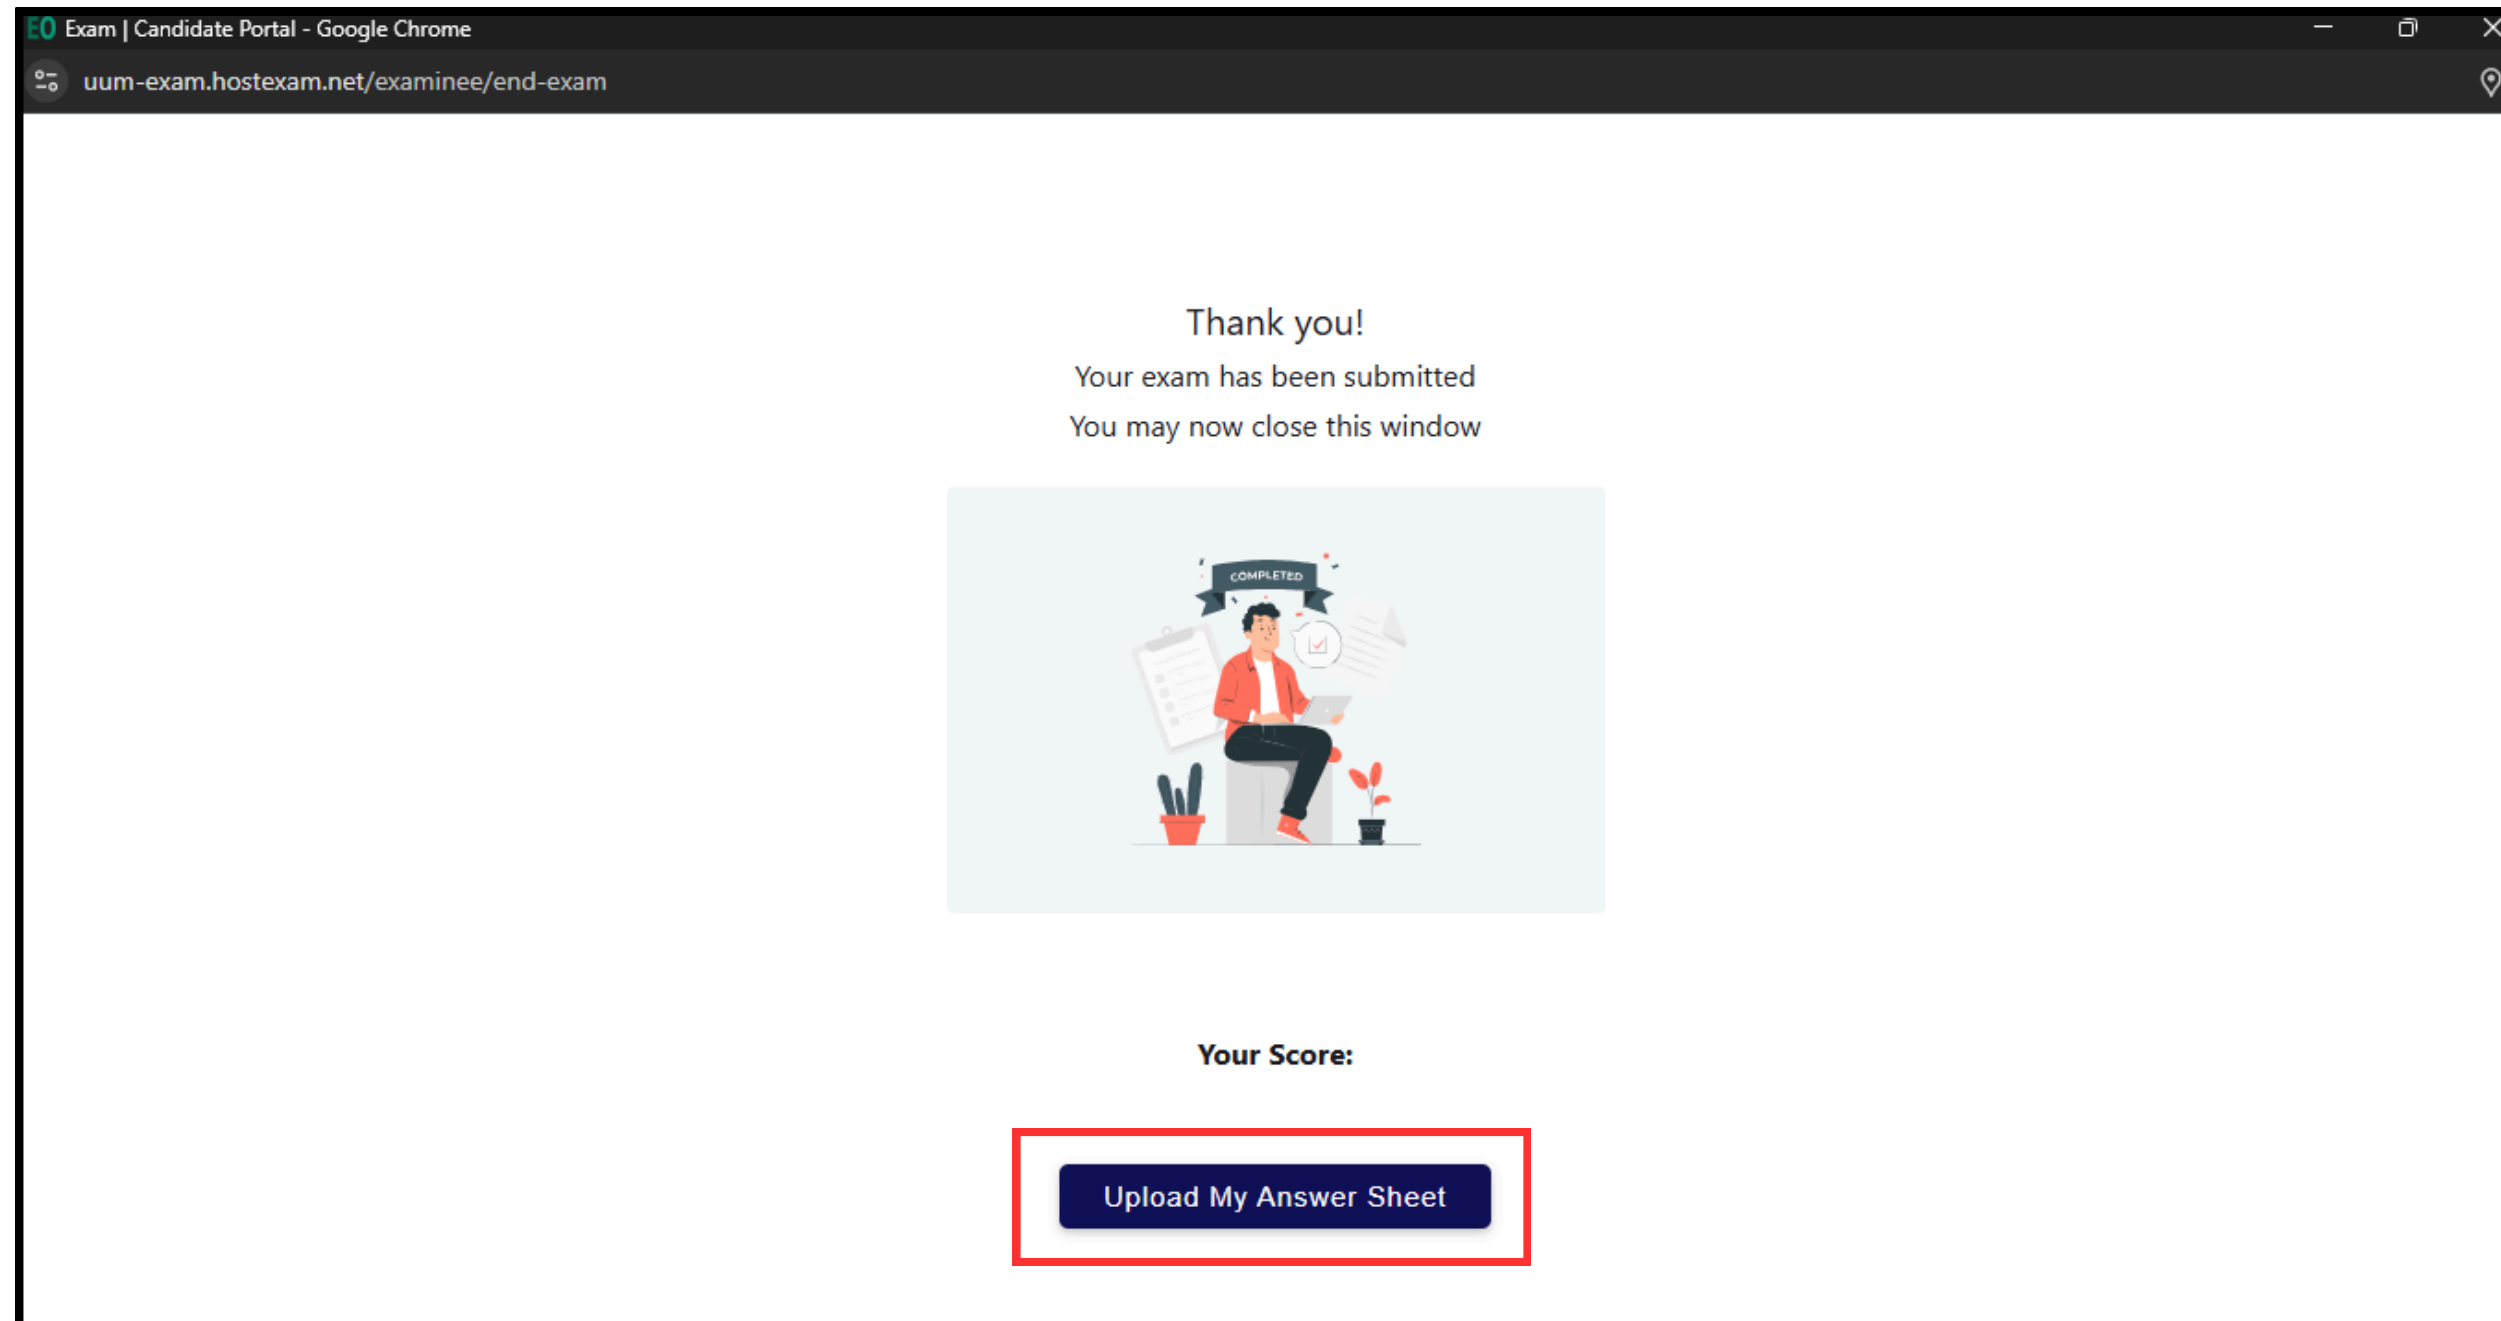 EO Exam | Candidate Portal - Google Chrome
uum-exam.hostexam.net/examinee/end-exam
Thank you!
Your exam has been submitted
You may now close this window
COMPLETED
Your Score:
Upload My Answer Sheet